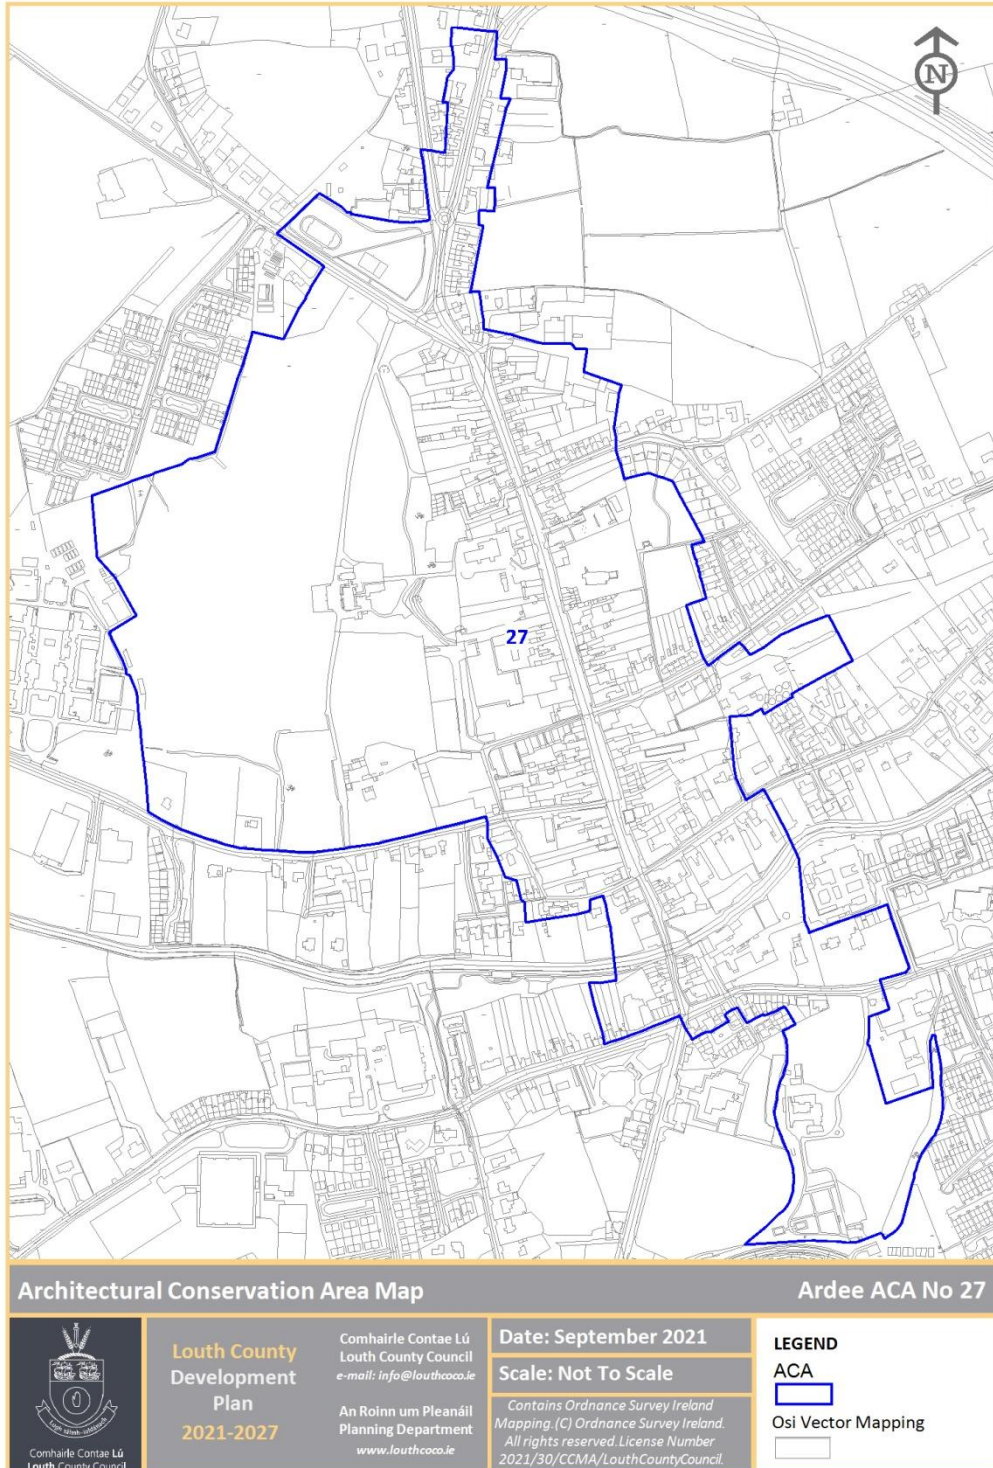 N
27
Architectural Conservation Area Map
Ardee ACA No 27
Comhairle Contae Lú
Louth County Council
Louth County
Development
Plan
2021-2027
Comhairle Contae Lú
Louth County Council
e-mail: info@louthcoco.ie
An Roinn um Pleanáil
Planning Department
www.louthcoco.ie
Date: September 2021
Scale: Not To Scale
Contains Ordnance Survey Ireland
Mapping.(C) Ordnance Survey Ireland.
All rights reserved.License Number
2021/30/CCMA/LouthCountyCouncil.
LEGEND
ACA
Osi Vector Mapping